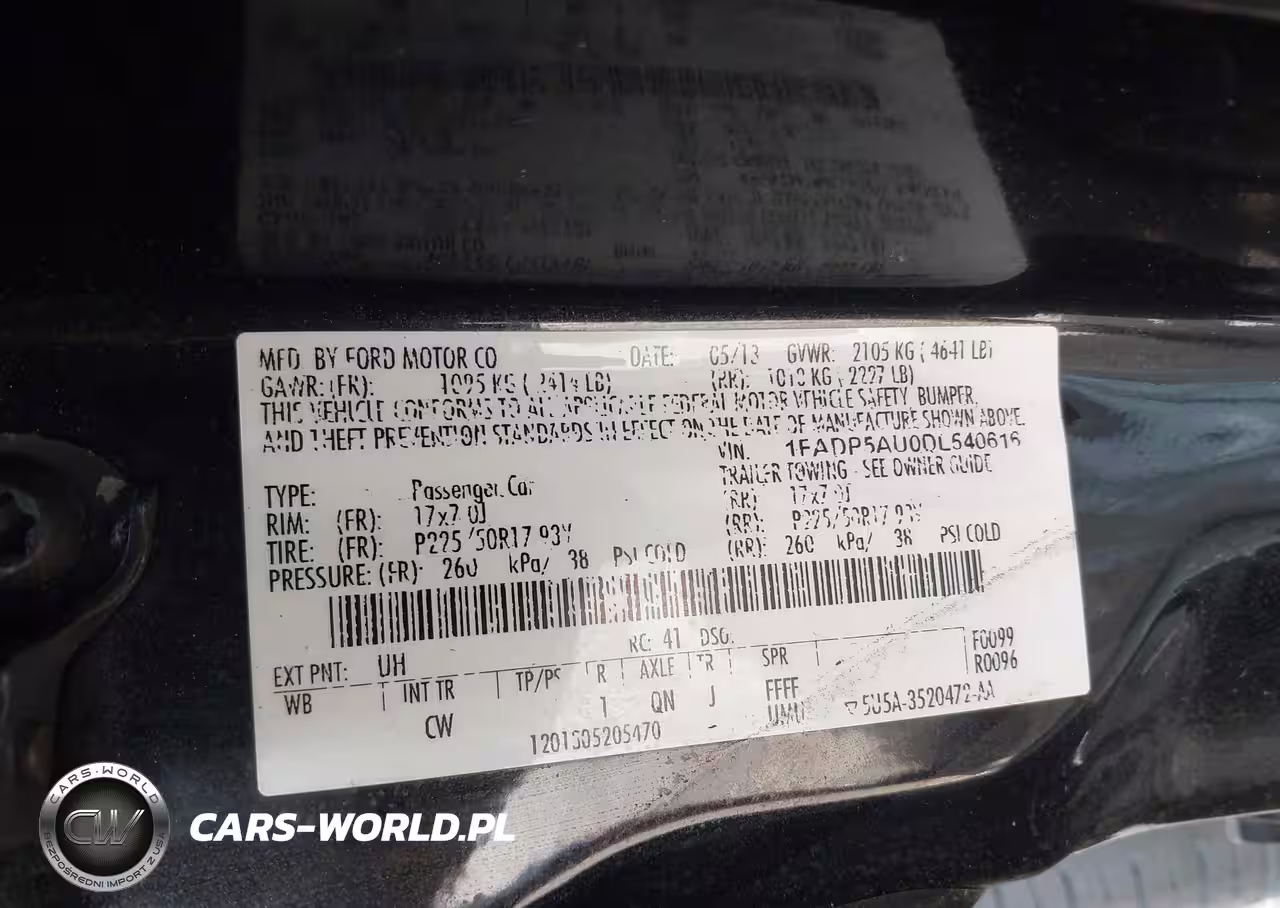 MFD. BY FORD MOTOR CO. DATE: 05/13 GVWR: 2105 KG ( 4641 LB)
GAWR: (FR): 1095 KG ( 2414 LB) (RR): 1010 KG ( 2227 LB)
THIS VEHICLE CONFORMS TO ALL APPLICABLE FEDERAL MOTOR VEHICLE SAFETY, BUMPER,
AND THEFT PREVENTION STANDARDS IN EFFECT ON THE DATE OF MANUFACTURE SHOWN ABOVE.
VIN: 1FADP5AU0DL540616
TRAILER TOWING - SEE OWNER GUIDE
TYPE: Passenger Car
RIM: (FR): 17x7.0J (RR): 17x7.0J
TIRE: (FR): P225/50R17 93V (RR): P225/50R17 93V
PRESSURE: (FR): 260 kPa/ 38 PSI COLD (RR): 260 kPa/ 38 PSI COLD
RC: 41 DSO:
EXT PNT: UH F0099
WB INT TR TP/PS R AXLE TR SPR R0096
CW 1 QN J FFFF
UMU 5U5A-3520472-AA
CARS-WORLD
CW
BEZPOŚREDNI IMPORT Z USA
CARS-WORLD.PL